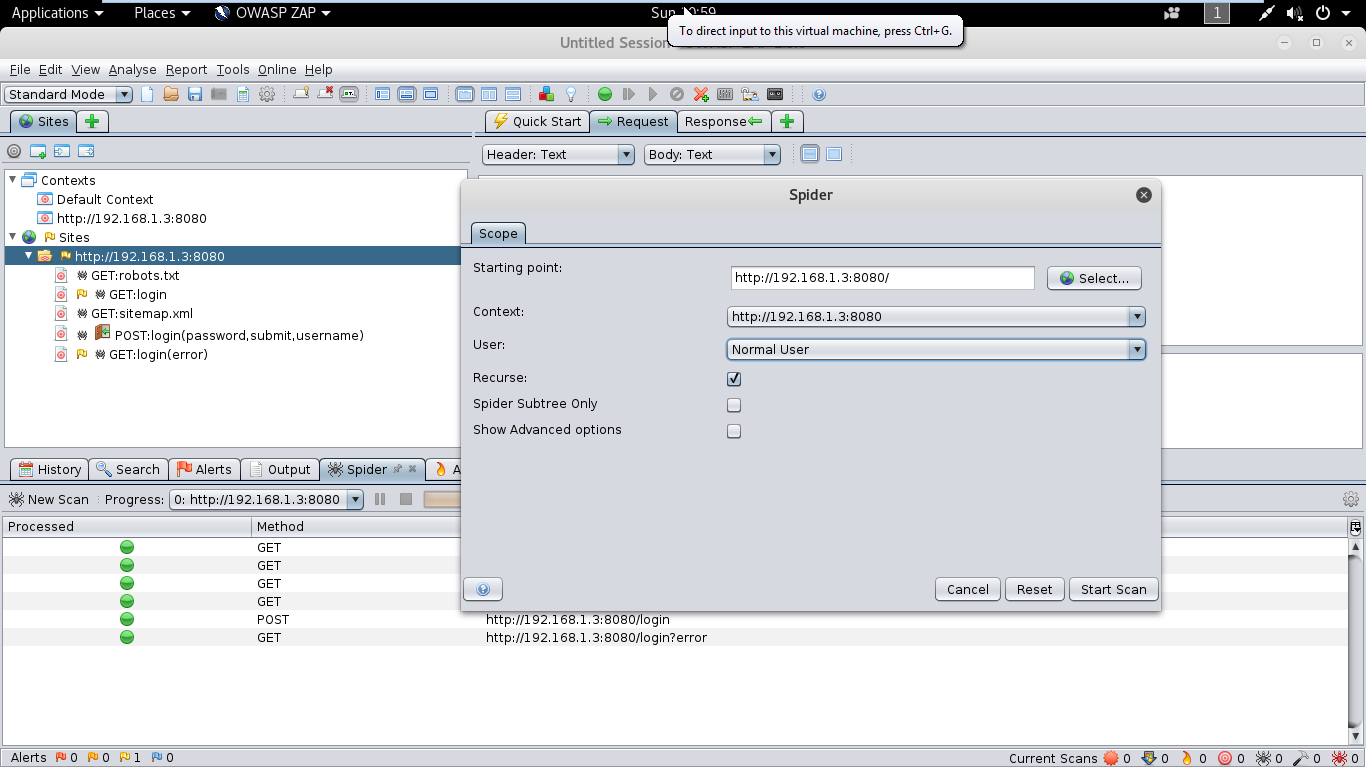 Applications Places OWASP ZAP Sun 10:59 1
To direct input to this virtual machine, press Ctrl+G.
Untitled Session
File Edit View Analyse Report Tools Online Help
Standard Mode
Sites
Quick Start Request Response
Header: Text Body: Text
Contexts
Default Context
http://192.168.1.3:8080
Sites
http://192.168.1.3:8080
GET:robots.txt
GET:login
GET:sitemap.xml
POST:login(password,submit,username)
GET:login(error)
Spider
Scope
Starting point: http://192.168.1.3:8080/ Select...
Context: http://192.168.1.3:8080
User: Normal User
Recurse:
Spider Subtree Only
Show Advanced options
Cancel Reset Start Scan
History Search Alerts Output Spider A
New Scan Progress: 0: http://192.168.1.3:8080
Processed Method
GET
GET
GET
GET
POST http://192.168.1.3:8080/login
GET http://192.168.1.3:8080/login?error
Alerts 0 0 1 0 Current Scans 0 0 0 0 0 0 0